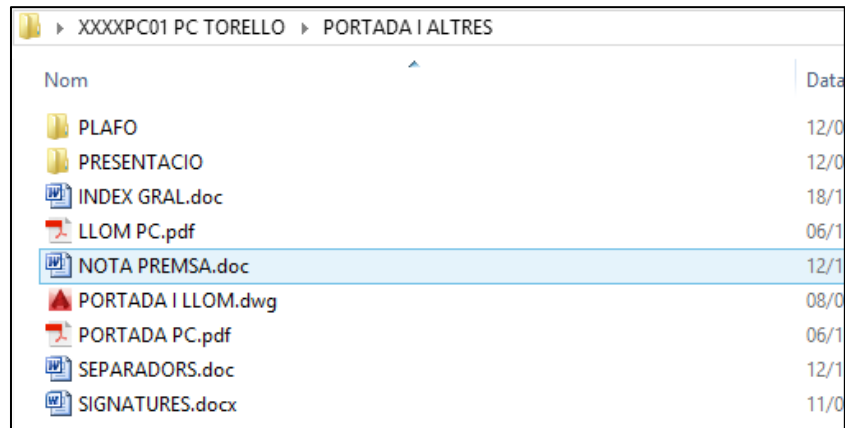 XXXXPC01 PC TORELLO PORTADA I ALTRES
Nom Data
PLAFO 12/0
PRESENTACIO 12/0
INDEX GRAL.doc 18/1
LLOM PC.pdf 06/1
NOTA PREMSA.doc 12/1
PORTADA I LLOM.dwg 08/0
PORTADA PC.pdf 06/1
SEPARADORS.doc 12/1
SIGNATURES.docx 11/0